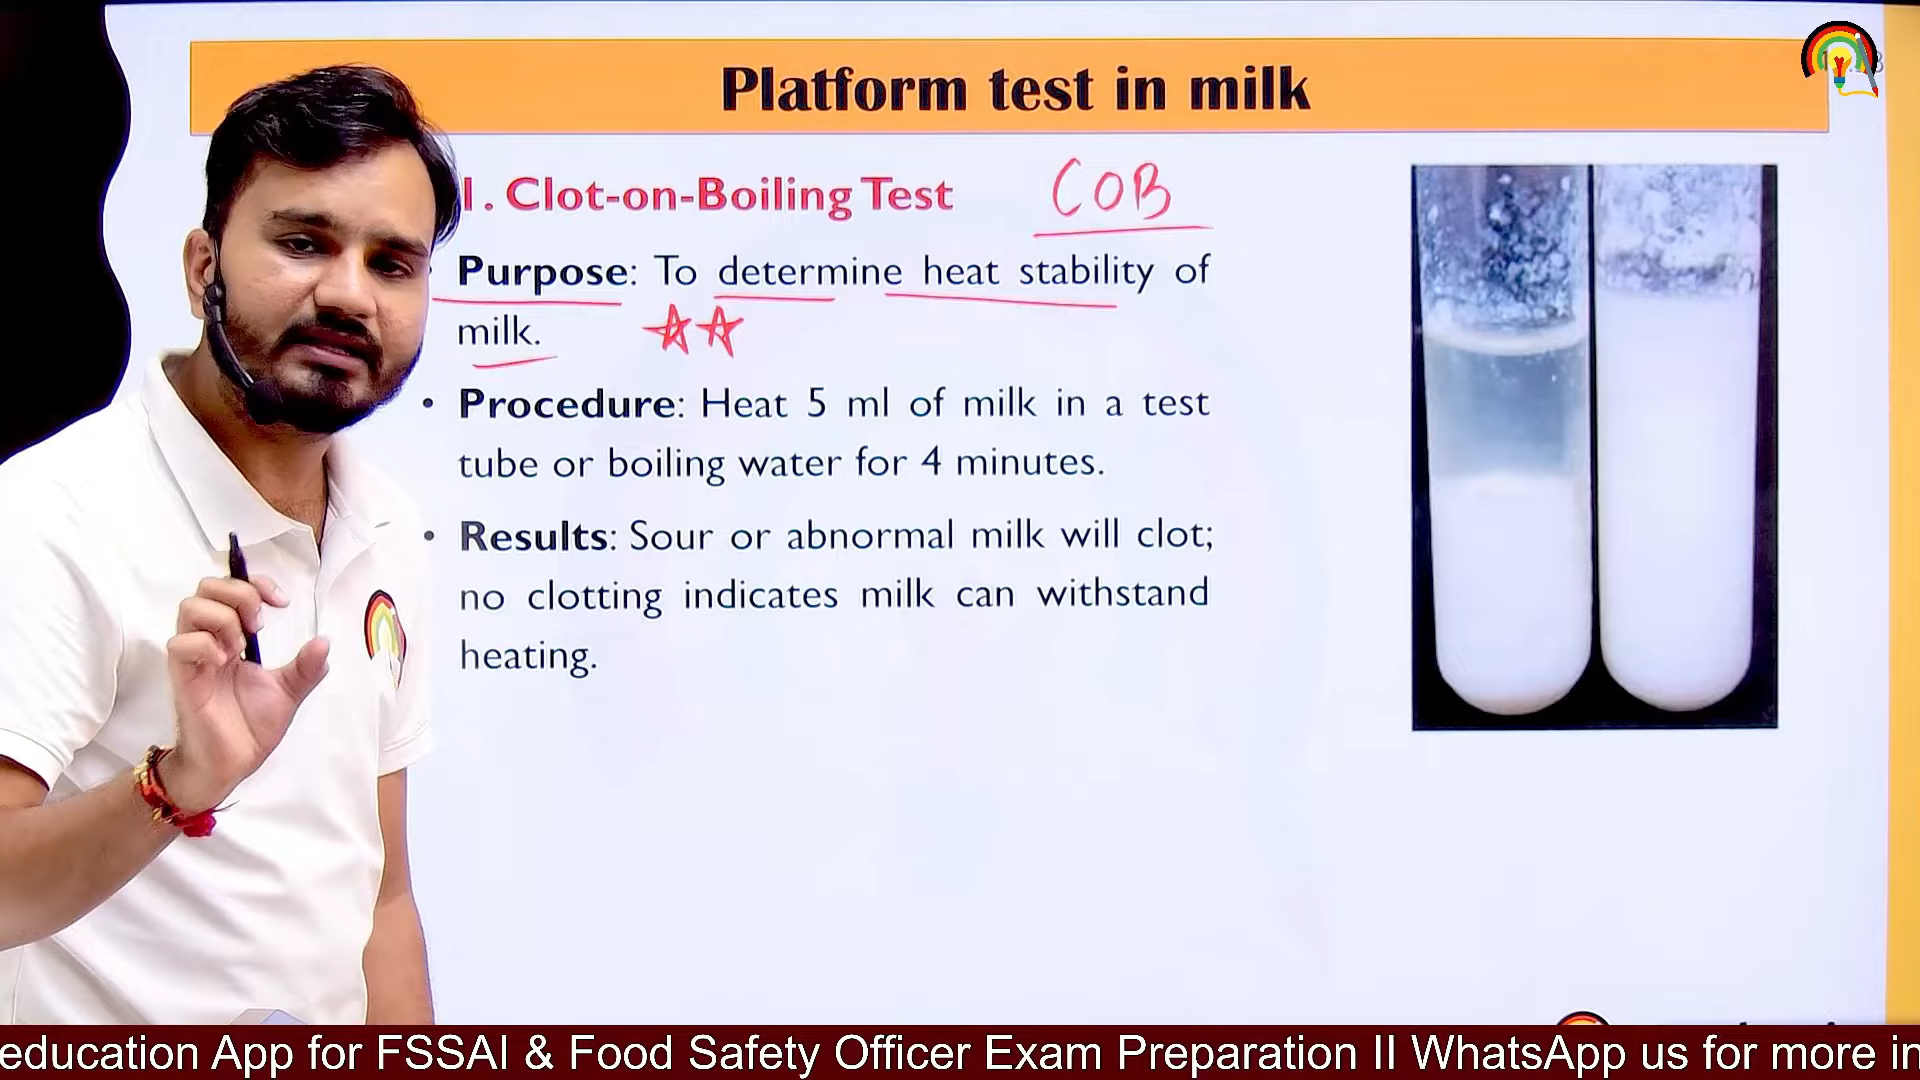 Platform test in milk
1. Clot-on-Boiling Test COB
Purpose: To determine heat stability of
milk.
• Procedure: Heat 5 ml of milk in a test
tube or boiling water for 4 minutes.
• Results: Sour or abnormal milk will clot;
no clotting indicates milk can withstand
heating.
education App for FSSAI & Food Safety Officer Exam Preparation II WhatsApp us for more in